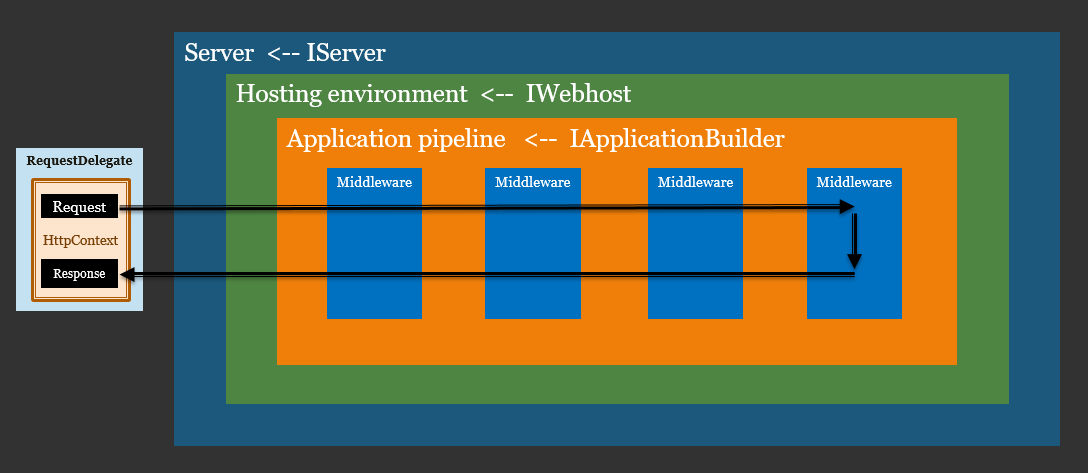 Server <-- IServer
Hosting environment <-- IWebhost
Application pipeline <-- IApplicationBuilder
RequestDelegate
Request
HttpContext
Response
Middleware
Middleware
Middleware
Middleware